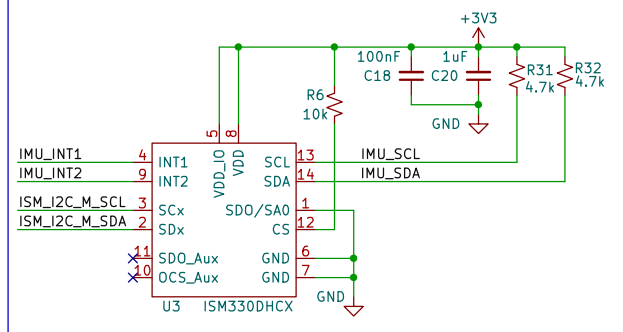 +3V3
100nF
C18
1uF
C20
R31
4.7k
R32
4.7k
R6
10k
GND
5
8
VDD_IO
VDD
IMU_INT1
4
INT1
IMU_INT2
9
INT2
ISM_I2C_M_SCL
3
SCx
ISM_I2C_M_SDA
2
SDx
11
SDO_Aux
10
OCS_Aux
SCL
13
IMU_SCL
SDA
14
IMU_SDA
SDO/SA0
1
CS
12
GND
6
GND
7
GND
U3
ISM330DHCX